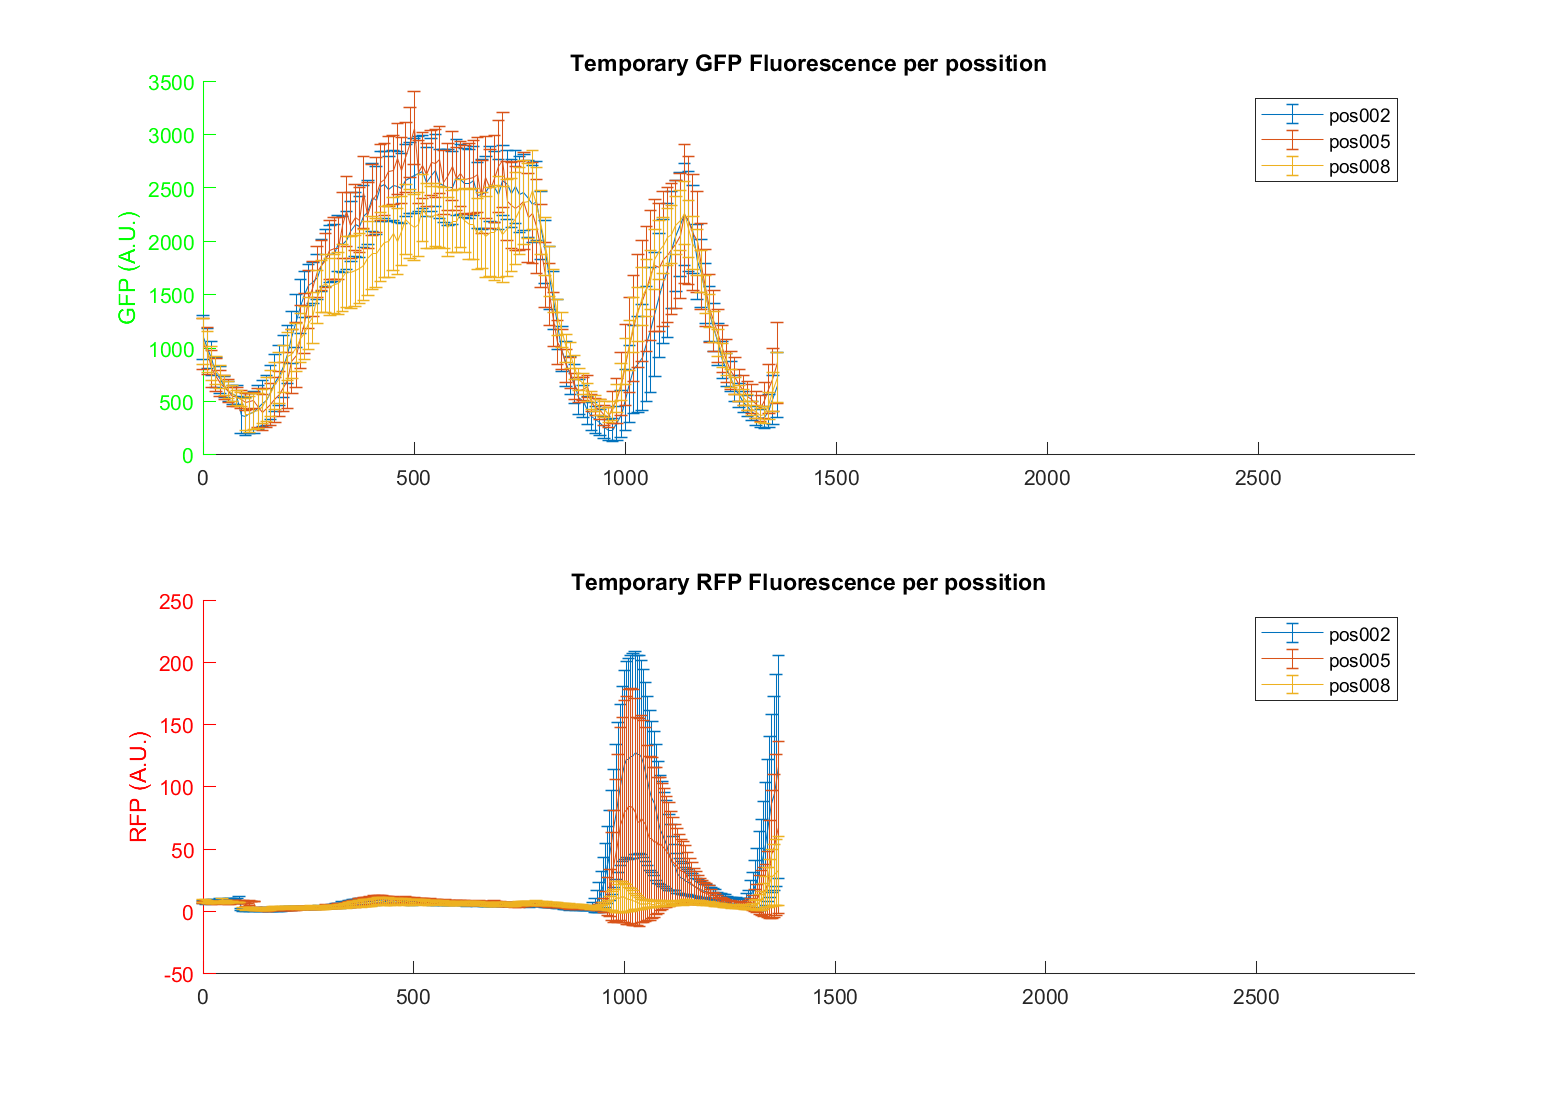 Temporary GFP Fluorescence per possition
GFP (A.U.)
3500
3000
2500
2000
1500
1000
500
0
0 500 1000 1500 2000 2500
pos002
pos005
pos008
Temporary RFP Fluorescence per possition
RFP (A.U.)
250
200
150
100
50
0
-50
0 500 1000 1500 2000 2500
pos002
pos005
pos008